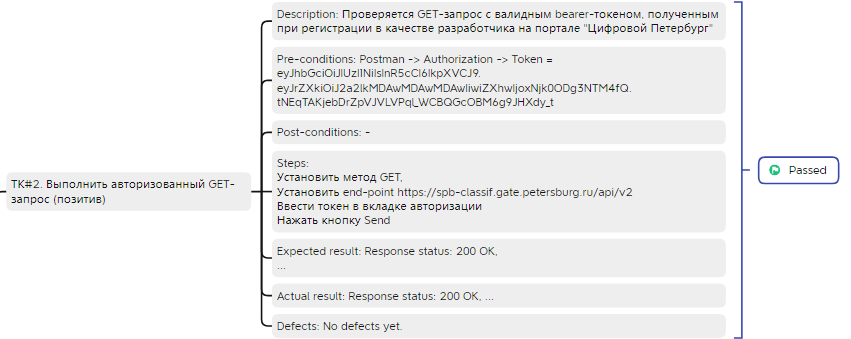 Description: Проверяется GET-запрос с валидным bearer-токеном, полученным
при регистрации в качестве разработчика на портале "Цифровой Петербург"
Pre-conditions: Postman -> Authorization -> Token =
eyJhbGciOiJlUzI1NiIsInR5cCI6IkpXVCJ9.
eyJrZXkiOiJ2a2lkMDAwMDAwMDAwIiwiZXhwIjoxNjk0ODg3NTM4fQ.
tNEqTAKjebDrZpVJVLVPql_WCBQGcOBM6g9JHXdy_t
Post-conditions: -
Steps:
Установить метод GET,
Установить end-point https://spb-classif.gate.petersburg.ru/api/v2
Ввести токен в вкладке авторизации
Нажать кнопку Send
ТК#2. Выполнить авторизованный GET-
запрос (позитив)
Passed
Expected result: Response status: 200 OK,
...
Actual result: Response status: 200 OK, ...
Defects: No defects yet.